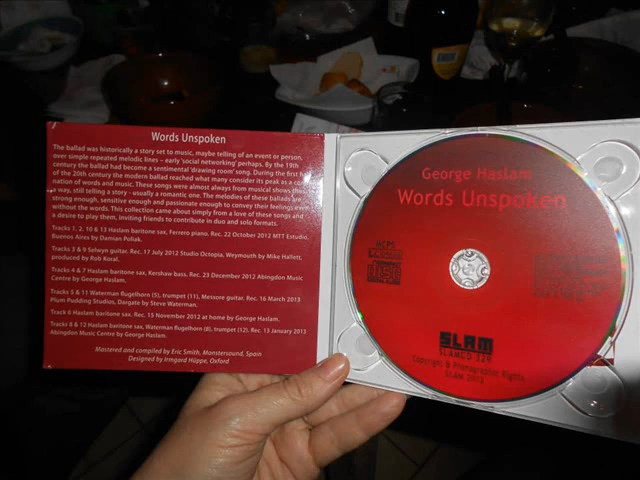 Words Unspoken
The ballad was historically a story set to music, maybe telling of an event or person,
over simple repeated melodic lines – early 'social networking' perhaps. By the 19th
century the ballad had become a sentimental 'drawing room' song. During the first
of the 20th century the modern ballad reached what many consider its peak as a
nation of words and music. These songs were almost always from musical shows
way, still telling a story - usually a romantic one. The melodies of these ballads are
strong enough, sensitive enough and passionate enough to convey their feelings even
without the words. This collection came about simply from a love of these songs and
a desire to play them, inviting friends to contribute in duo and solo formats.
Tracks 1, 2, 10 & 13 Haslam baritone sax, Ferreno piano. Rec. 22 October 2012 MTT Estudio,
Buenos Aires by Damian Poliak.
Tracks 3 & 9 Selwyn guitar. Rec. 17 July 2012 Studio Octopia, Weymouth by Mike Hallett,
produced by Rob Koral.
Tracks 4 & 7 Haslam baritone sax, Kershaw bass. Rec. 23 December 2012 Abingdon Music
Centre by George Haslam.
Tracks 5 & 11 Waterman flugelhorn (5), trumpet (11), Messore guitar. Rec. 16 March 2013
Plum Pudding Studios, Dargate by Steve Waterman.
Track 6 Haslam baritone sax. Rec. 15 November 2012 at home by George Haslam.
Tracks 8 & 12 Haslam baritone sax, Waterman flugelhorn (8), trumpet (12). Rec. 13 January 2013
Abingdon Music Centre by George Haslam.
Mastered and compiled by Eric Smith, Monstersound, Spain
Designed by Irmgard Hüppe, Oxford
George Haslam
Words Unspoken
MCPS
COMPACT
disc
SLAM
SLAMCD 329
Copyright & Phonographic Rights
SLAM 2013